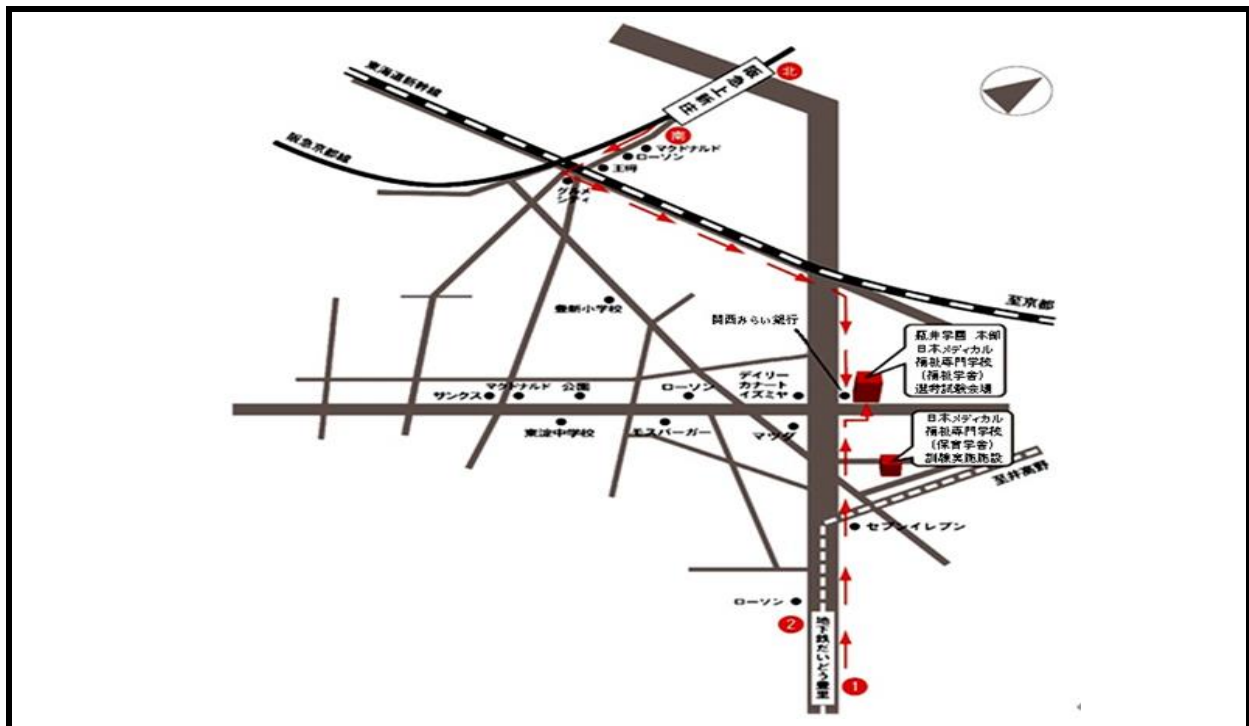 東海道新幹線
阪急京都線
阪急上新庄
北
南
マクドナルド
ローソン
王将
グルメ
シティ
至京都
豊新小学校
関西みらい銀行
瓶井学園 本部
日本メディカル
福祉専門学校
(福祉学舎)
選考試験会場
デイリー
カナート
イズミヤ
サンクス
マクドナルド
公園
ローソン
東淀中学校
モスバーガー
マツダ
日本メディカル
福祉専門学校
(保育学舎)
訓練実施施設
至井高野
セブンイレブン
ローソン
2
地下鉄だいどう豊里
1